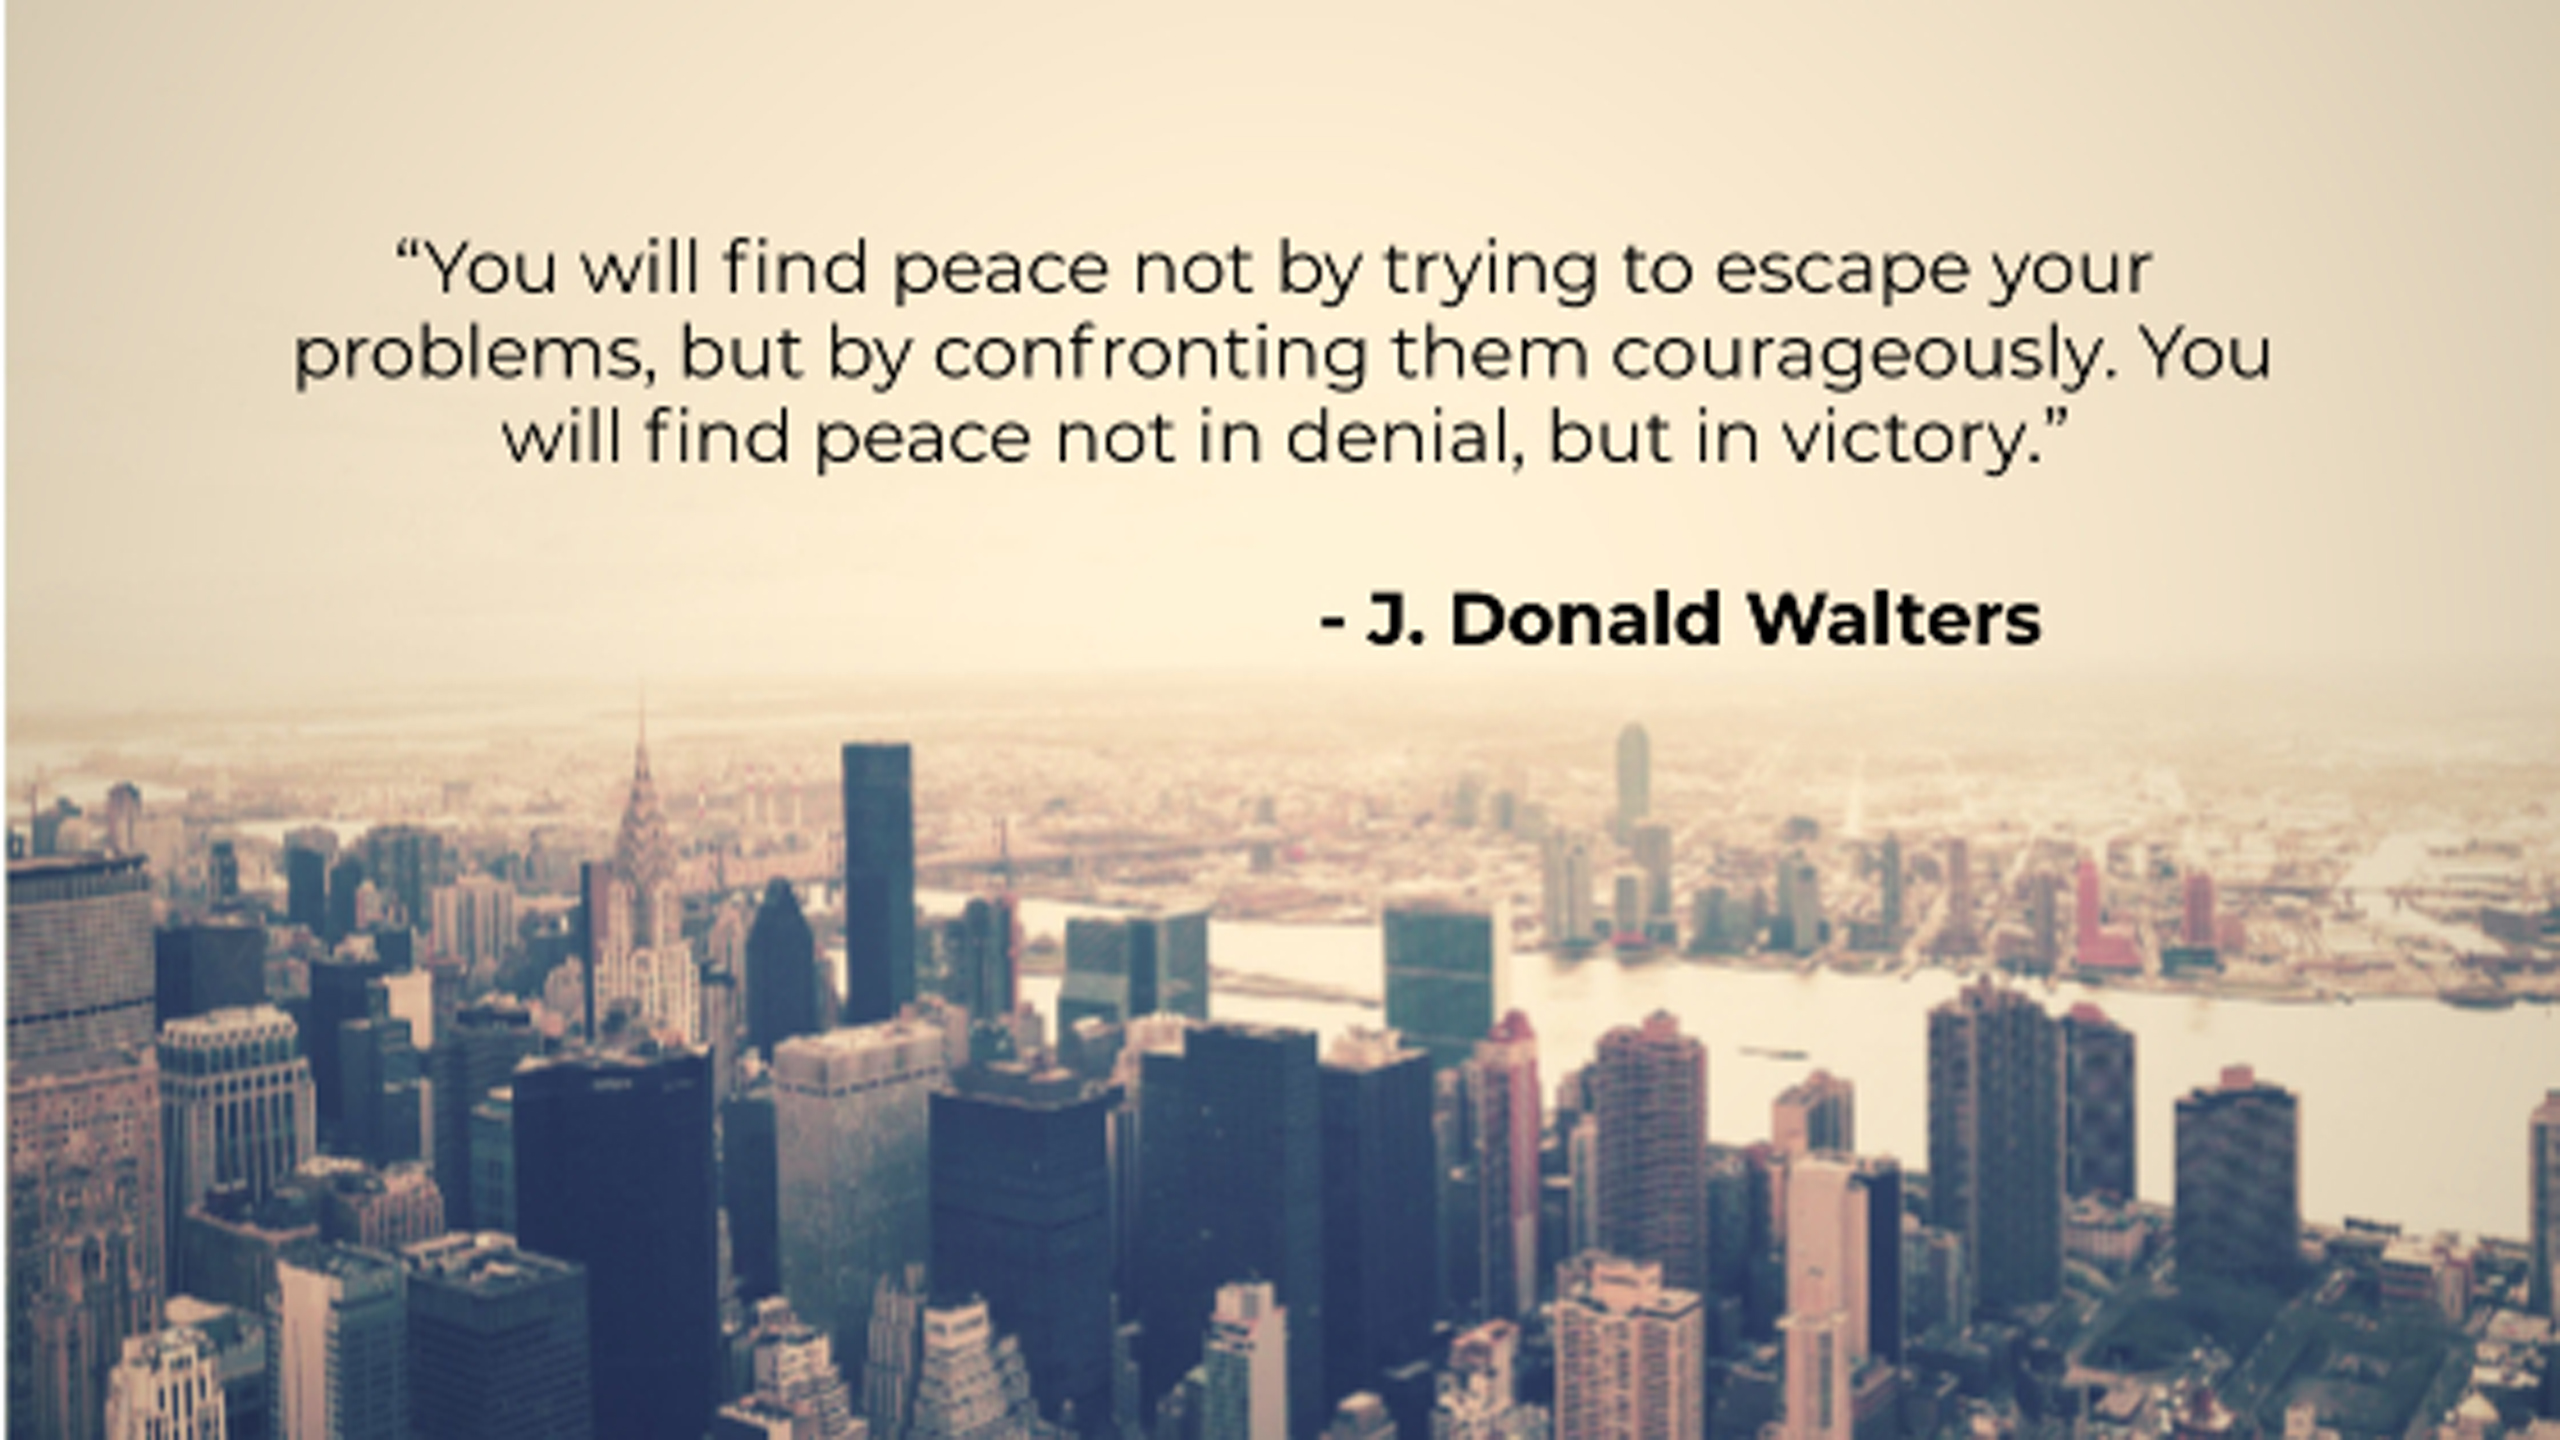 “You will find peace not by trying to escape your
problems, but by confronting them courageously. You
will find peace not in denial, but in victory.”
- J. Donald Walters